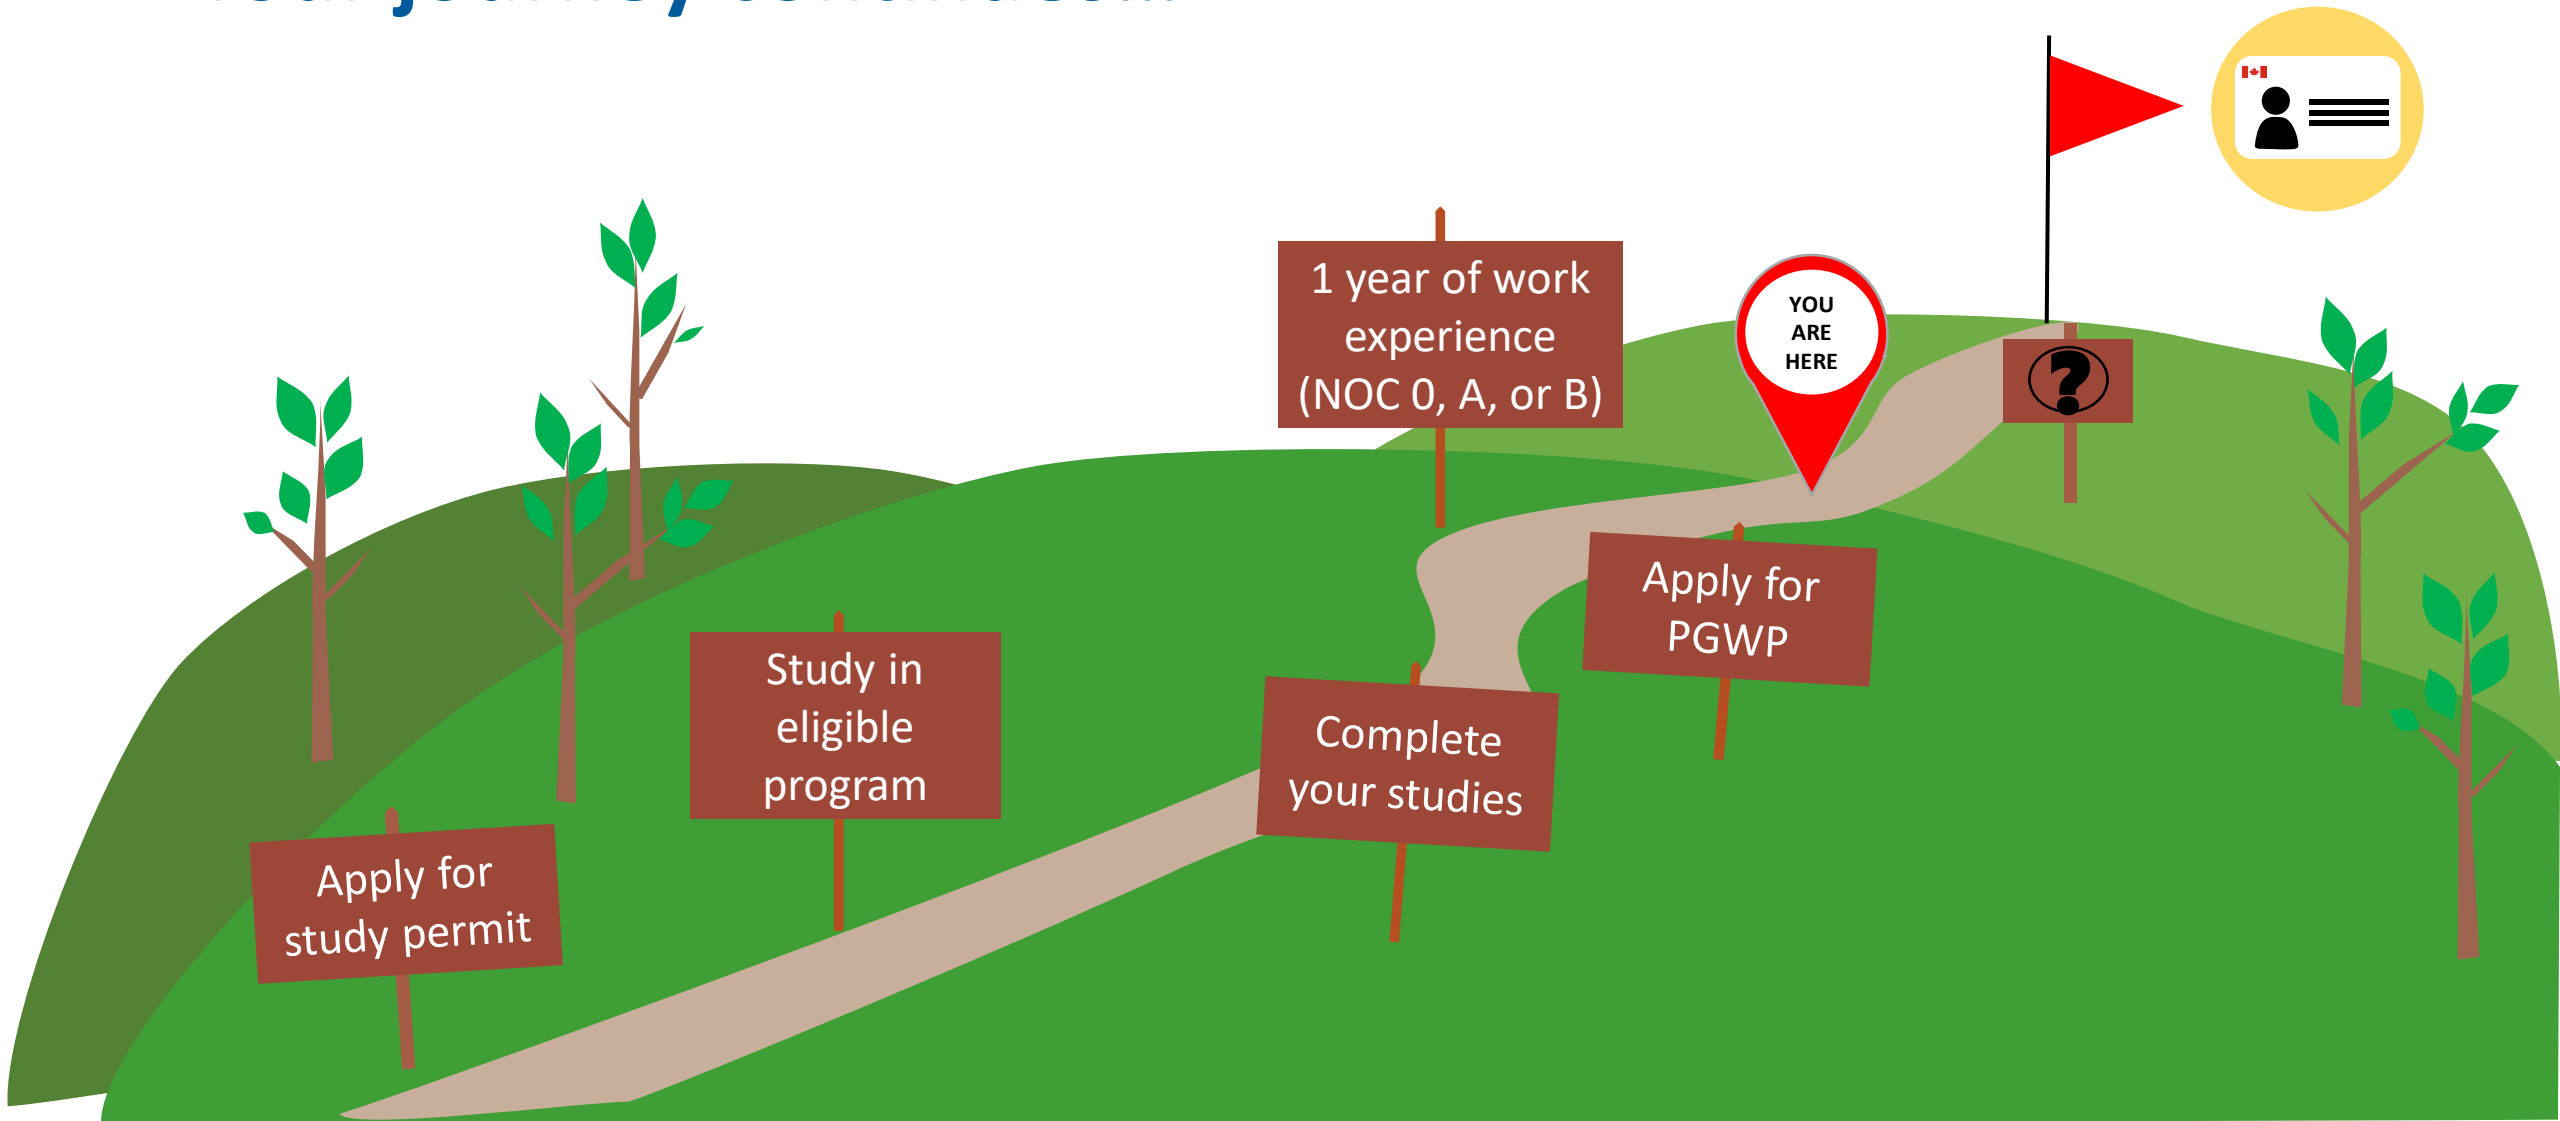 1 year of work
experience
(NOC 0, A, or B)
YOU
ARE
HERE
?
Apply for
PGWP
Study in
eligible
program
Complete
your studies
Apply for
study permit